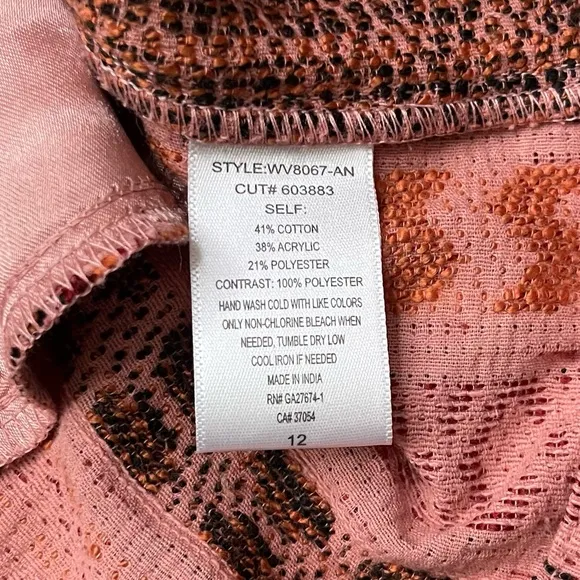 STYLE:WV8067-AN
CUT# 603883
SELF:
41% COTTON
38% ACRYLIC
21% POLYESTER
CONTRAST: 100% POLYESTER
HAND WASH COLD WITH LIKE COLORS
ONLY NON-CHLORINE BLEACH WHEN
NEEDED, TUMBLE DRY LOW
COOL IRON IF NEEDED
MADE IN INDIA
RN# GA27674-1
CA# 37054
12